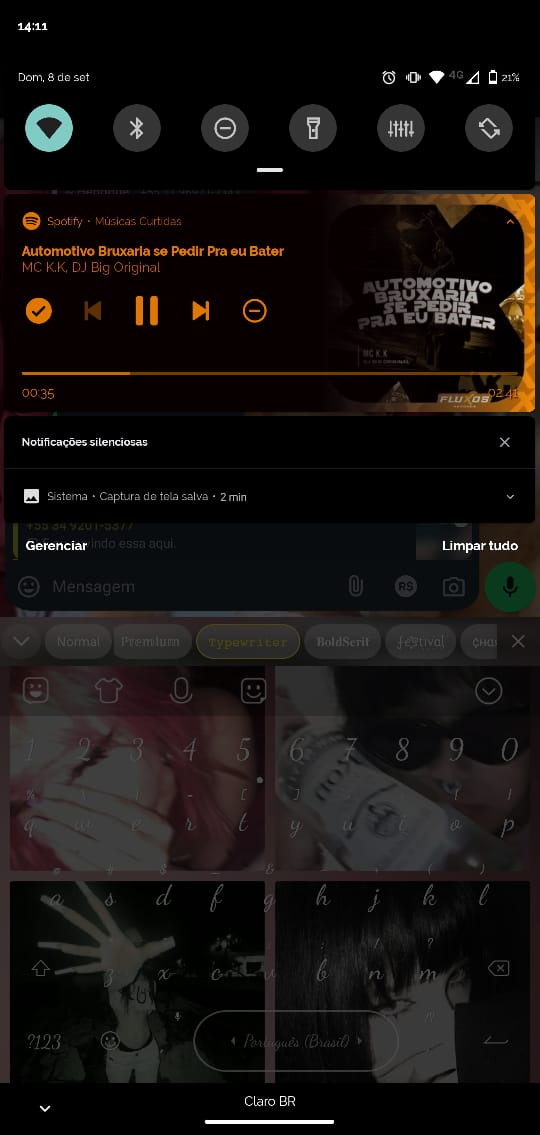 14:11
Dom, 8 de set
4G
21%
Spotify • Músicas Curtidas
Automotivo Bruxaria se Pedir Pra eu Bater
MC K.K, DJ Big Original
AUTOMOTIVO
BRUXARIA
SE PEDIR
PRA EU BATER
MC K.K
FLUXOS
00:35
02:41
Notificações silenciosas
Sistema • Captura de tela salva • 2 min
+55 34 9201-5377
indo essa aqui.
Gerenciar
Limpar tudo
Mensagem
RS
Normal
Premium
Typewriter
BoldSerif
festival
1 2 3 4 5 6 7 8 9 0
q w e r t y u i o p
a s d f g h j k l
z x c v b n m
?123
Português (Brasil)
Claro BR